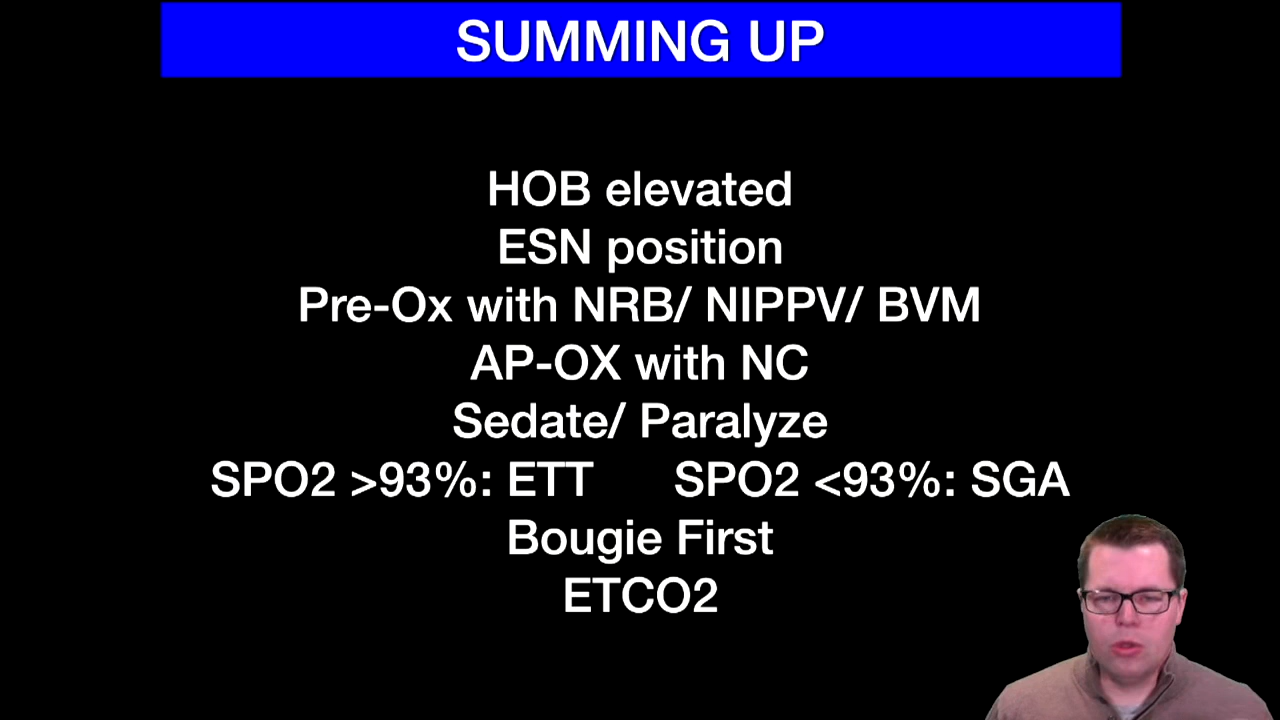 SUMMING UP
HOB elevated
ESN position
Pre-Ox with NRB/ NIPPV/ BVM
AP-OX with NC
Sedate/ Paralyze
SPO2 >93%: ETT SPO2 <93%: SGA
Bougie First
ETCO2